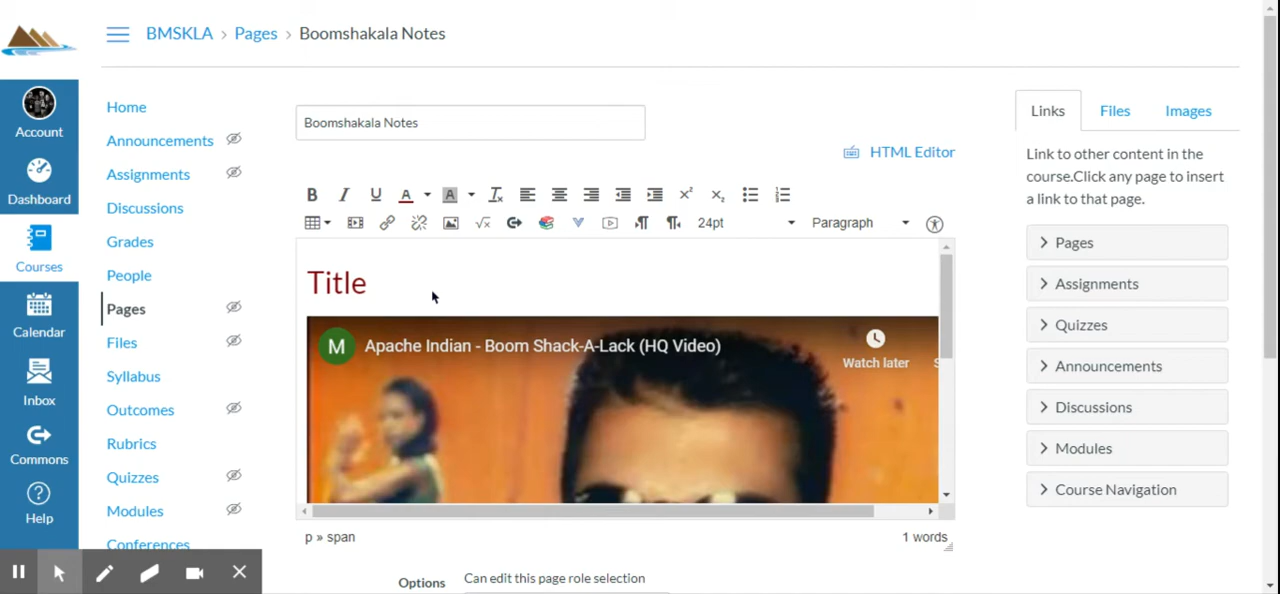 BMSKLA › Pages › Boomshakala Notes
Account
Dashboard
Courses
Calendar
Inbox
Commons
Help
Home
Announcements
Assignments
Discussions
Grades
People
Pages
Files
Syllabus
Outcomes
Rubrics
Quizzes
Modules
Conferences
Boomshakala Notes
HTML Editor
B I U A A
24pt Paragraph
Title
M Apache Indian - Boom Shack-A-Lack (HQ Video)
Watch later
p » span
1 words
Options Can edit this page role selection
Links Files Images
Link to other content in the
course.Click any page to insert
a link to that page.
Pages
Assignments
Quizzes
Announcements
Discussions
Modules
Course Navigation